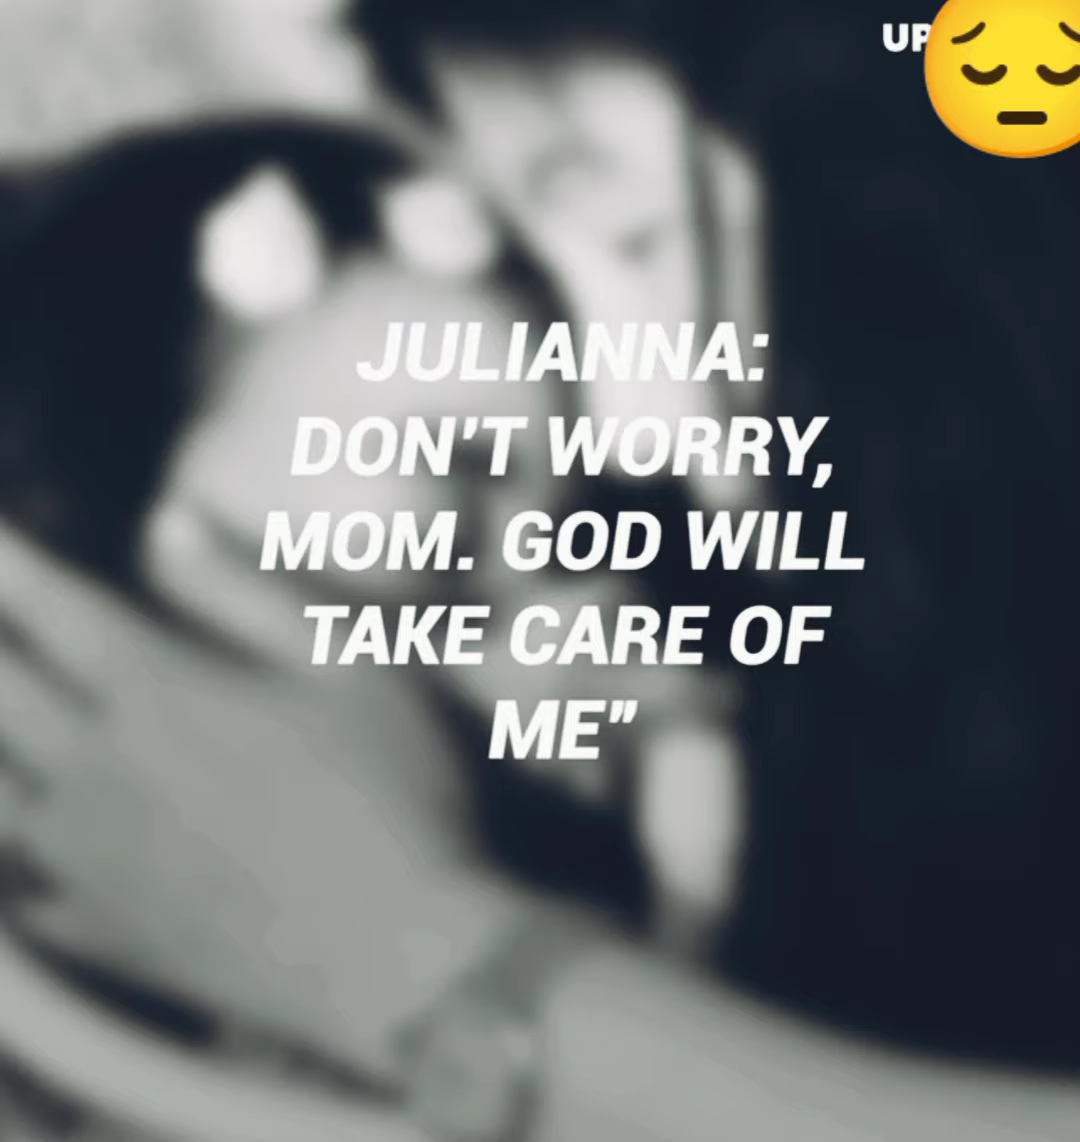 UP
JULIANNA:
DON'T WORRY,
MOM. GOD WILL
TAKE CARE OF
ME"